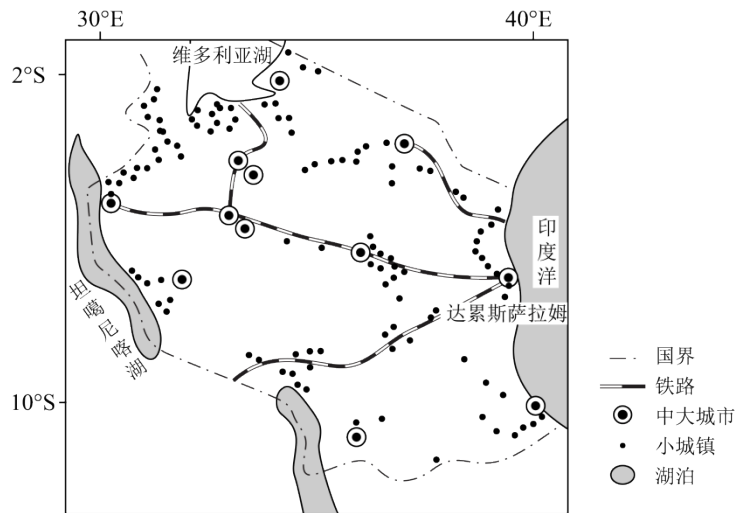 30°E
40°E
2°S
维多利亚湖
印度洋
达累斯萨拉姆
坦噶尼喀湖
10°S
国界
铁路
中大城市
小城镇
湖泊